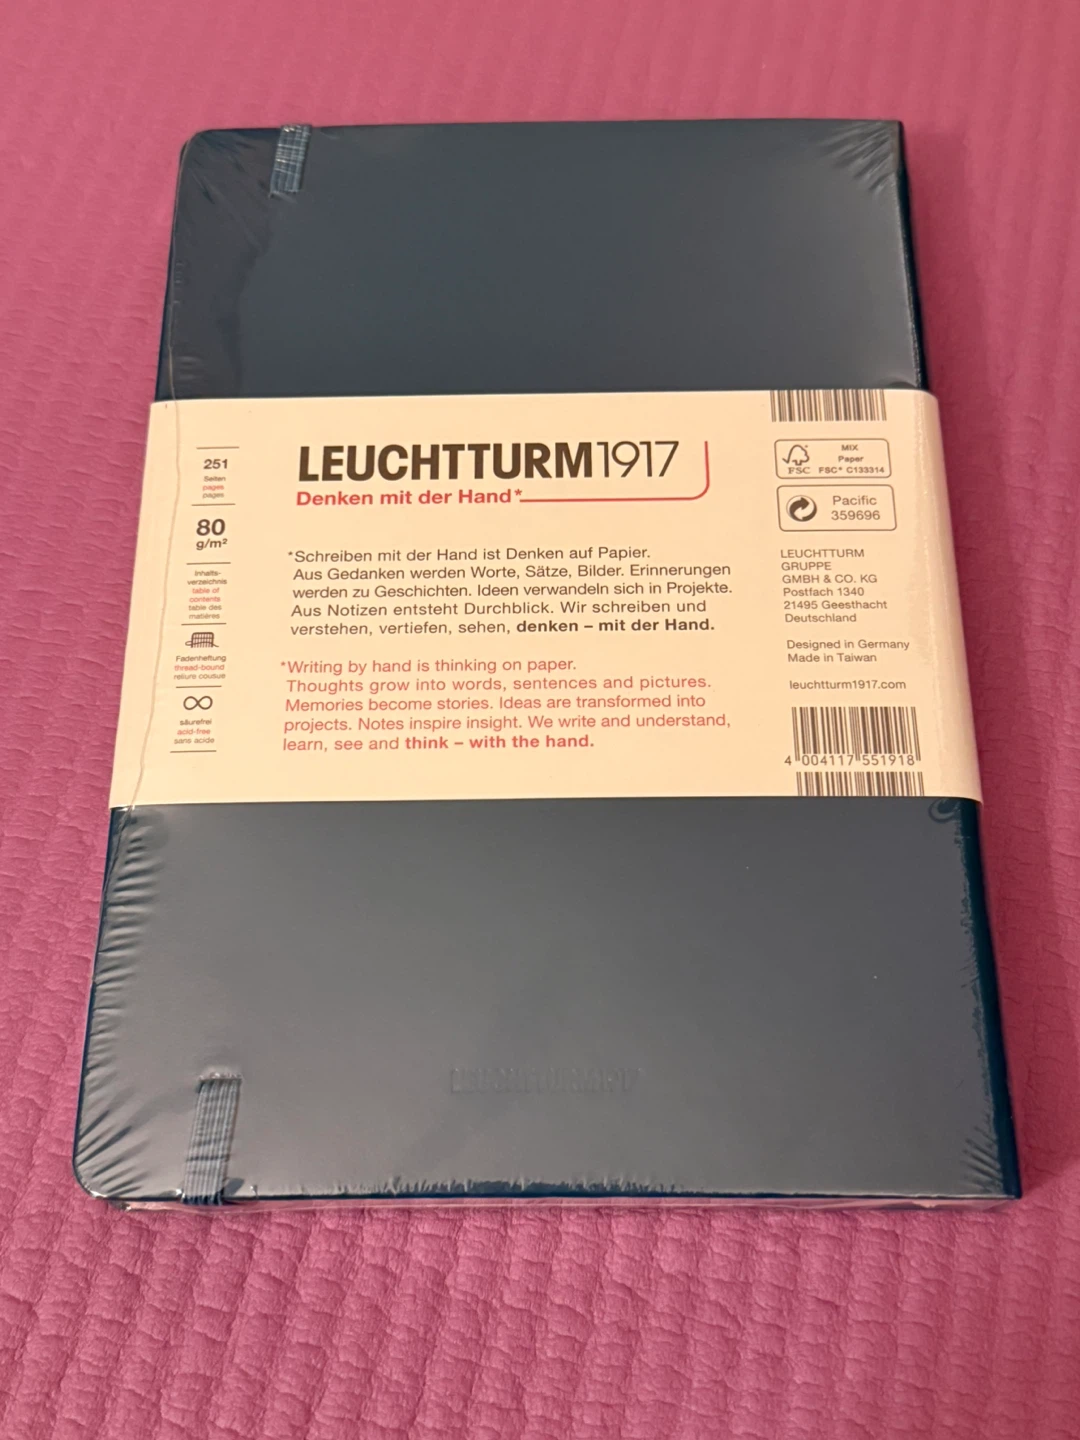 251
Seiten
pages
pages
80
g/m²
Inhalts-
verzeichnis
table of
contents
table des
matières
Fadenheftung
thread-bound
reliure cousue
säurefrei
acid-free
sans acide
LEUCHTTURM1917
Denken mit der Hand*
*Schreiben mit der Hand ist Denken auf Papier.
Aus Gedanken werden Worte, Sätze, Bilder. Erinnerungen
werden zu Geschichten. Ideen verwandeln sich in Projekte.
Aus Notizen entsteht Durchblick. Wir schreiben und
verstehen, vertiefen, sehen, denken – mit der Hand.
*Writing by hand is thinking on paper.
Thoughts grow into words, sentences and pictures.
Memories become stories. Ideas are transformed into
projects. Notes inspire insight. We write and understand,
learn, see and think – with the hand.
MIX
Paper
FSC FSC® C133314
Pacific
359696
LEUCHTTURM
GRUPPE
GMBH & CO. KG
Postfach 1340
21495 Geesthacht
Deutschland
Designed in Germany
Made in Taiwan
leuchtturm1917.com
4 004117 551918
LEUCHTTURM1917